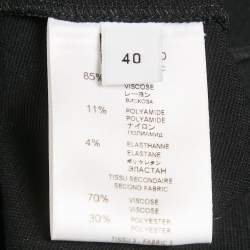 40
85%
VISCOSE
レーヨン
ВИСКОЗА
11% POLYAMIDE
POLYAMIDE
ナイロン
ПОЛИАМИД
4% ELASTHANNE
ELASTANE
ポリウレタン
ЭЛАСТАН
TISSU SECONDAIRE
SECOND FABRIC
70% VISCOSE
VISCOSE
30% POLYESTER
POLYESTER